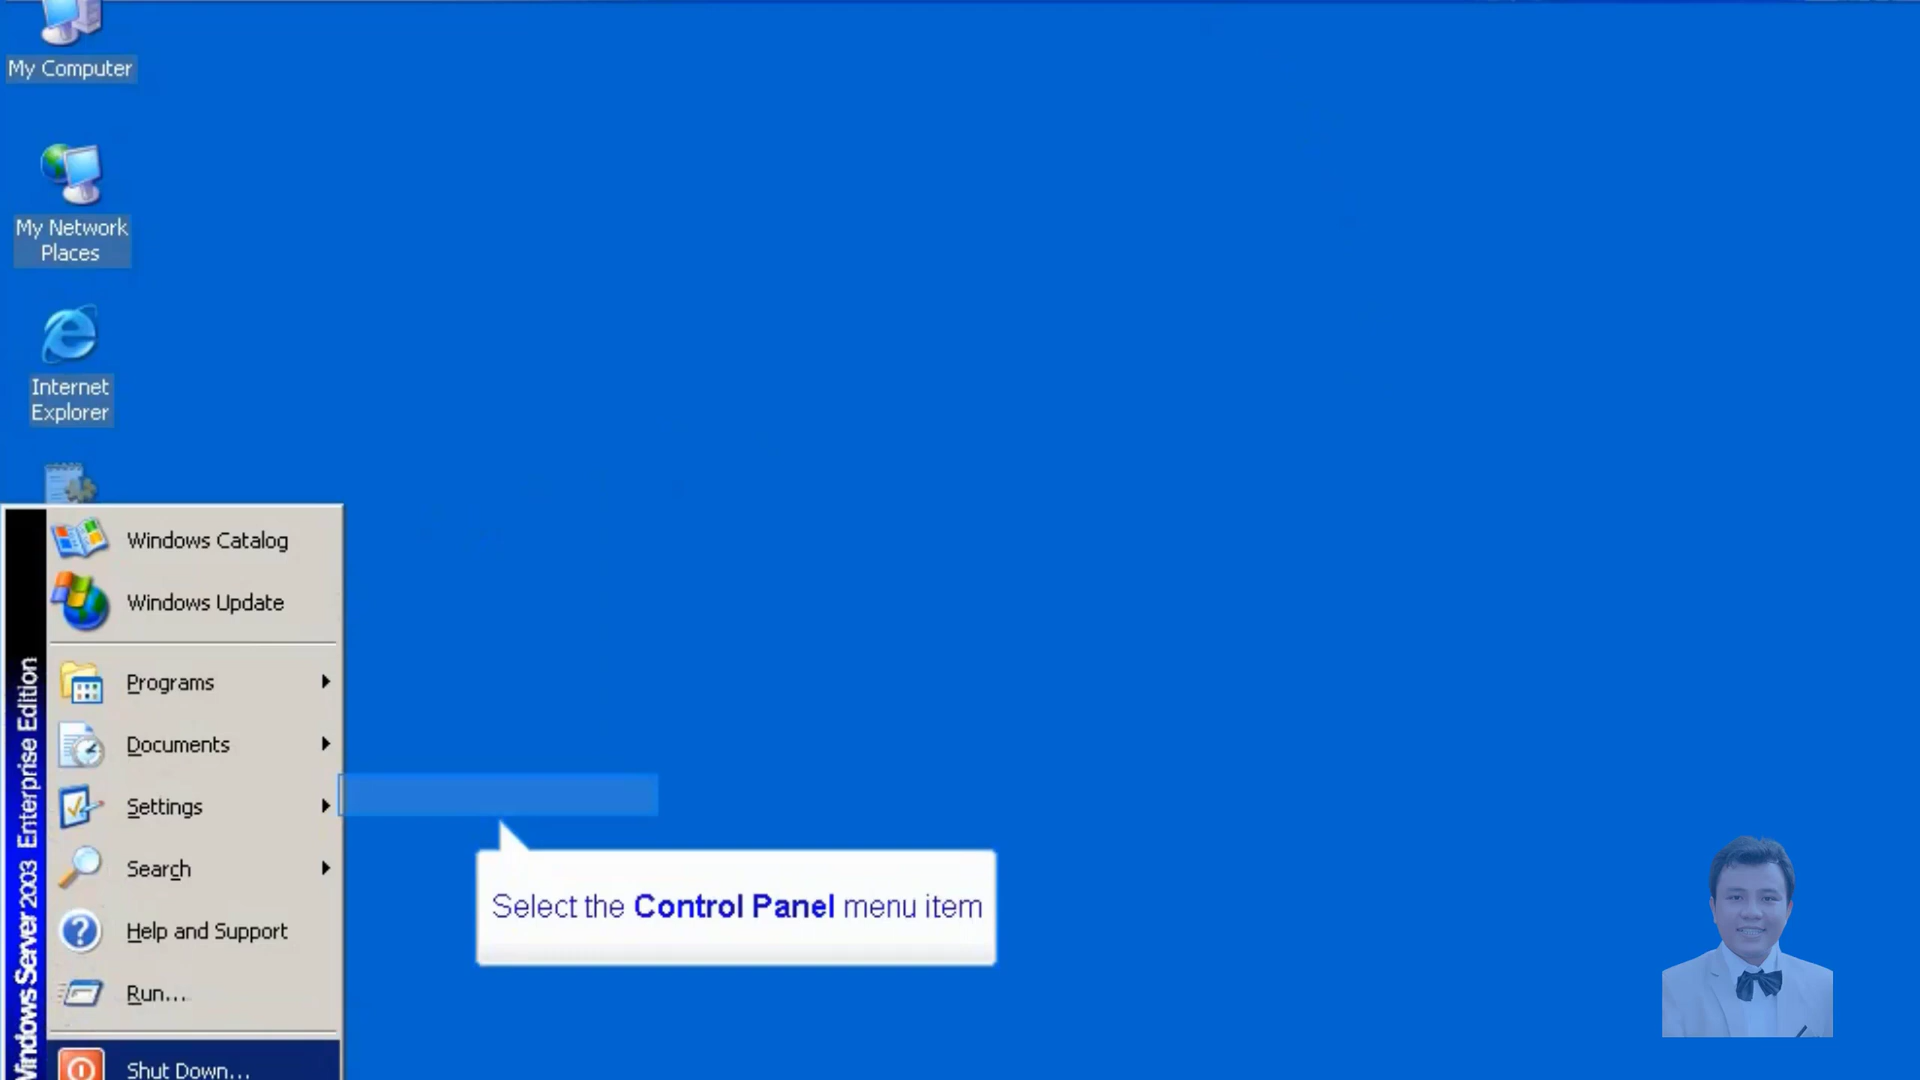 My Computer
My Network
Places
Internet
Explorer
Windows Catalog
Windows Update
Programs
Documents
Settings
Search
Help and Support
Run...
Shut Down...
Windows Server 2003 Enterprise Edition
Select the Control Panel menu item